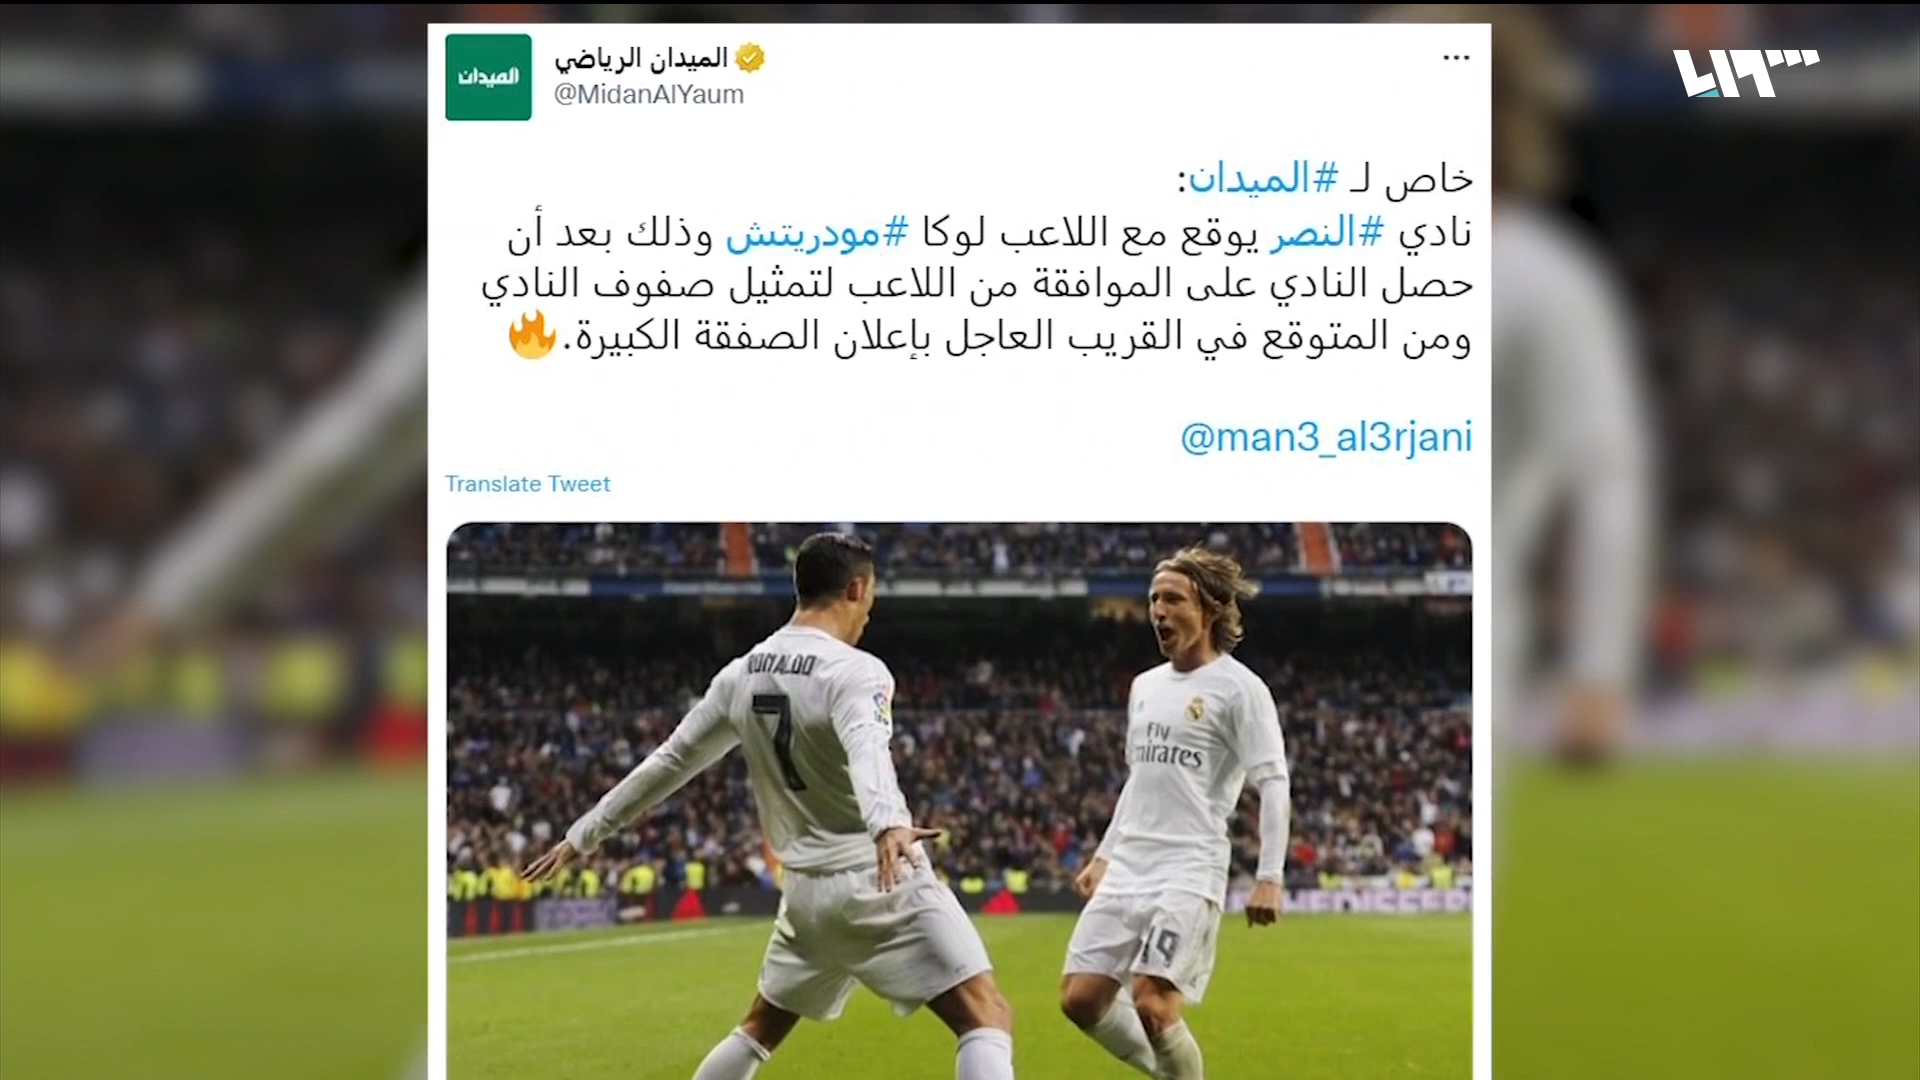 الميدان
الميدان الرياضي
@MidanAlYaum
خاص لـ #الميدان:
نادي #النصر يوقع مع اللاعب لوكا #مودريتش وذلك بعد أن
حصل النادي على الموافقة من اللاعب لتمثيل صفوف النادي
ومن المتوقع في القريب العاجل بإعلان الصفقة الكبيرة.🔥
@man3_al3rjani
Translate Tweet
RONALDO
7
Fly
Emirates
19